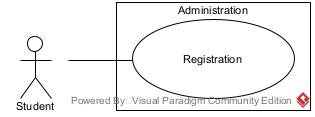 Administration
Registration
Student
Powered By: Visual Paradigm Community Edition